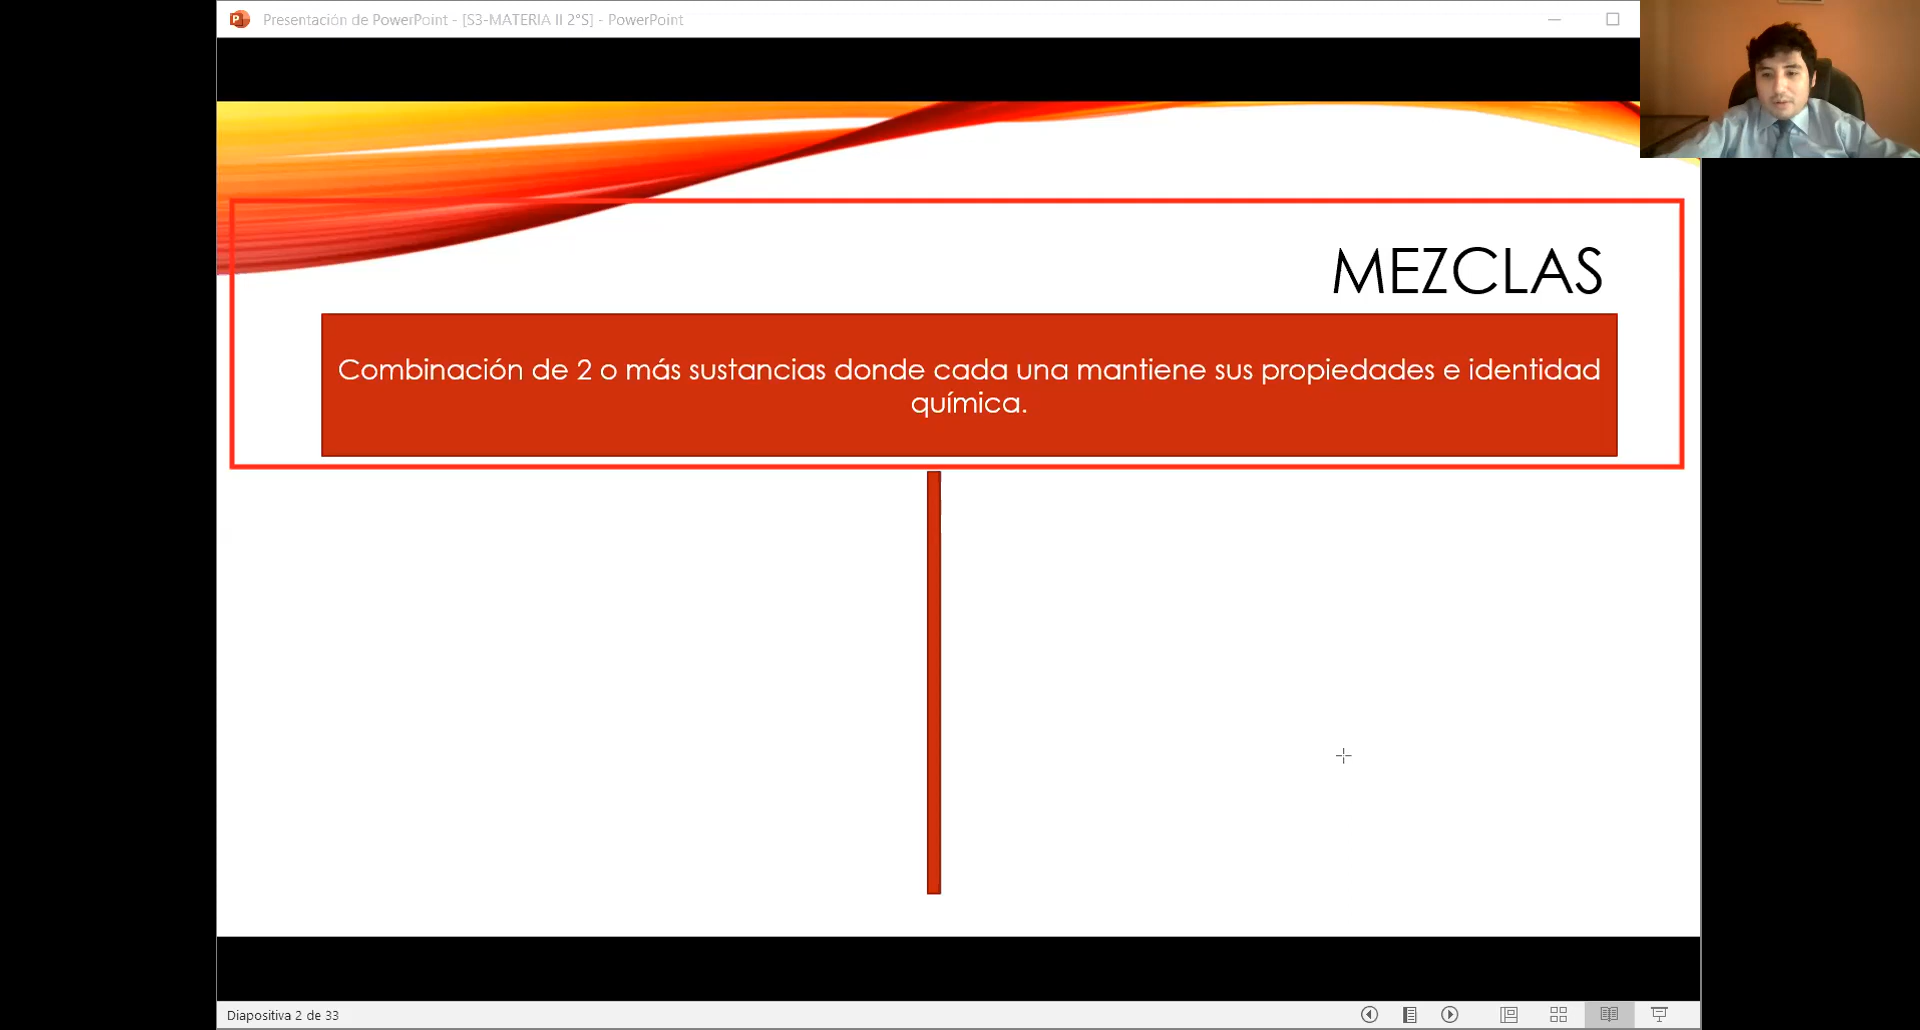 Presentación de PowerPoint - [S3-MATERIA II 2°S] - PowerPoint
MEZCLAS
Combinación de 2 o más sustancias donde cada una mantiene sus propiedades e identidad
química.
Diapositiva 2 de 33